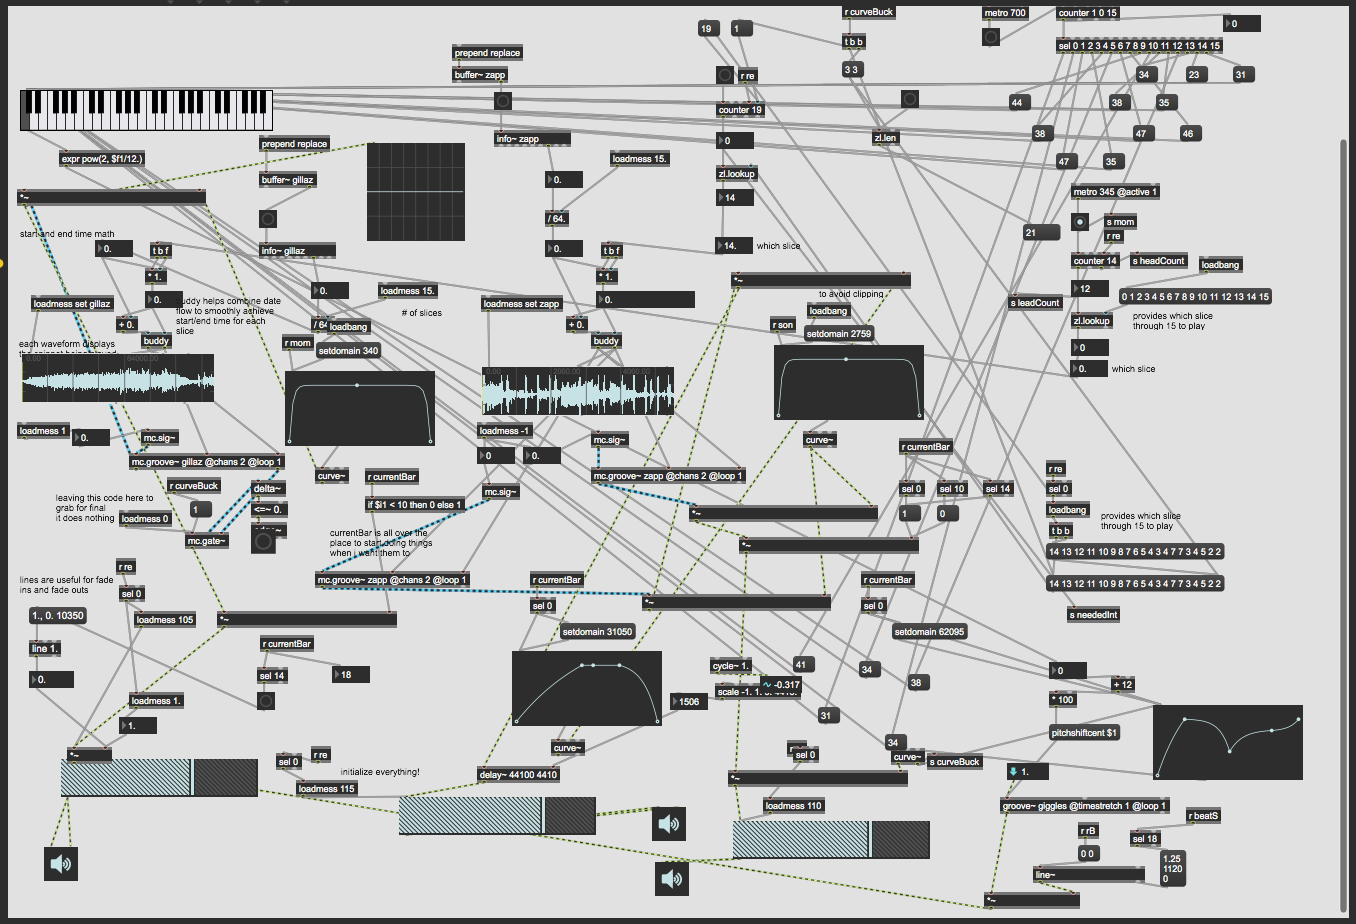 r curveBuck
metro 700
counter 1 0 15
0
19
1
t b b
sel 0 1 2 3 4 5 6 7 8 9 10 11 12 13 14 15
prepend replace
buffer~ zapp
r re
3 3
34
23
31
44
38
35
counter 19
info~ zapp
38
47
46
zl.len
prepend replace
0
expr pow(2, $f1/12.)
loadmess 15.
47
35
zl.lookup
buffer~ gillaz
0.
metro 345 @active 1
*~
14
/ 64.
s mom
21
r re
start and end time math
0.
t b f
info~ gillaz
0.
t b f
14.
which slice
counter 14
s headCount
loadbang
* 1.
* 1.
*~
0.
loadmess 15.
12
0 1 2 3 4 5 6 7 8 9 10 11 12 13 14 15
to avoid clipping
loadmess set gillaz
0.
buddy helps combine date
flow to smoothly achieve
start/end time for each
slice
# of slices
loadmess set zapp
0.
loadbang
s headCount
provides which slice
through 15 to play
zl.lookup
+ 0.
/ 64
loadbang
+ 0.
r son
setdomain 2759
buddy
r mom
setdomain 340
buddy
0
each waveform displays
0.
which slice
loadmess 1
0.
mc.sig~
loadmess -1
mc.sig~
curve~
r currentBar
0
0.
mc.groove~ gillaz @chans 2 @loop 1
curve~
r currentBar
mc.groove~ zapp @chans 2 @loop 1
r re
r curveBuck
delta~
mc.sig~
sel 0
sel 10
sel 14
sel 0
leaving this code here to
grab for final
it does nothing
loadmess 0
1
<=~ 0.
if $i1 < 10 then 0 else 1
*~
1
0
loadbang
provides which slice
through 15 to play
mc.gate~
currentBar is all over the
place to start doing things
when i want them to
*~
t b b
14 13 12 11 10 9 8 7 6 5 4 3 4 7 7 3 4 5 2 2
r re
mc.groove~ zapp @chans 2 @loop 1
r currentBar
r currentBar
14 13 12 11 10 9 8 7 6 5 4 3 4 7 7 3 4 5 2 2
lines are useful for fade
ins and fade outs
sel 0
sel 0
*~
sel 0
s nededInt
1., 0. 10350
loadmess 105
*~
setdomain 31050
setdomain 62095
line 1.
r currentBar
0.
sel 14
18
cycle~ 1.
41
34
0
+ 12
-0.317
38
loadmess 1.
scale -1. 1.
1506
* 100
1.
31
pitchshiftcent $1
*~
sel 0
r re
curve~
sel 0
34
curve~
s curveBuck
initialize everything!
delay~ 44100 4410
*~
1.
loadmess 115
loadmess 110
groove~ giggles @timestretch 1 @loop 1
r beatS
r rB
sel 18
0 0
1.25
1120
0
line~
*~